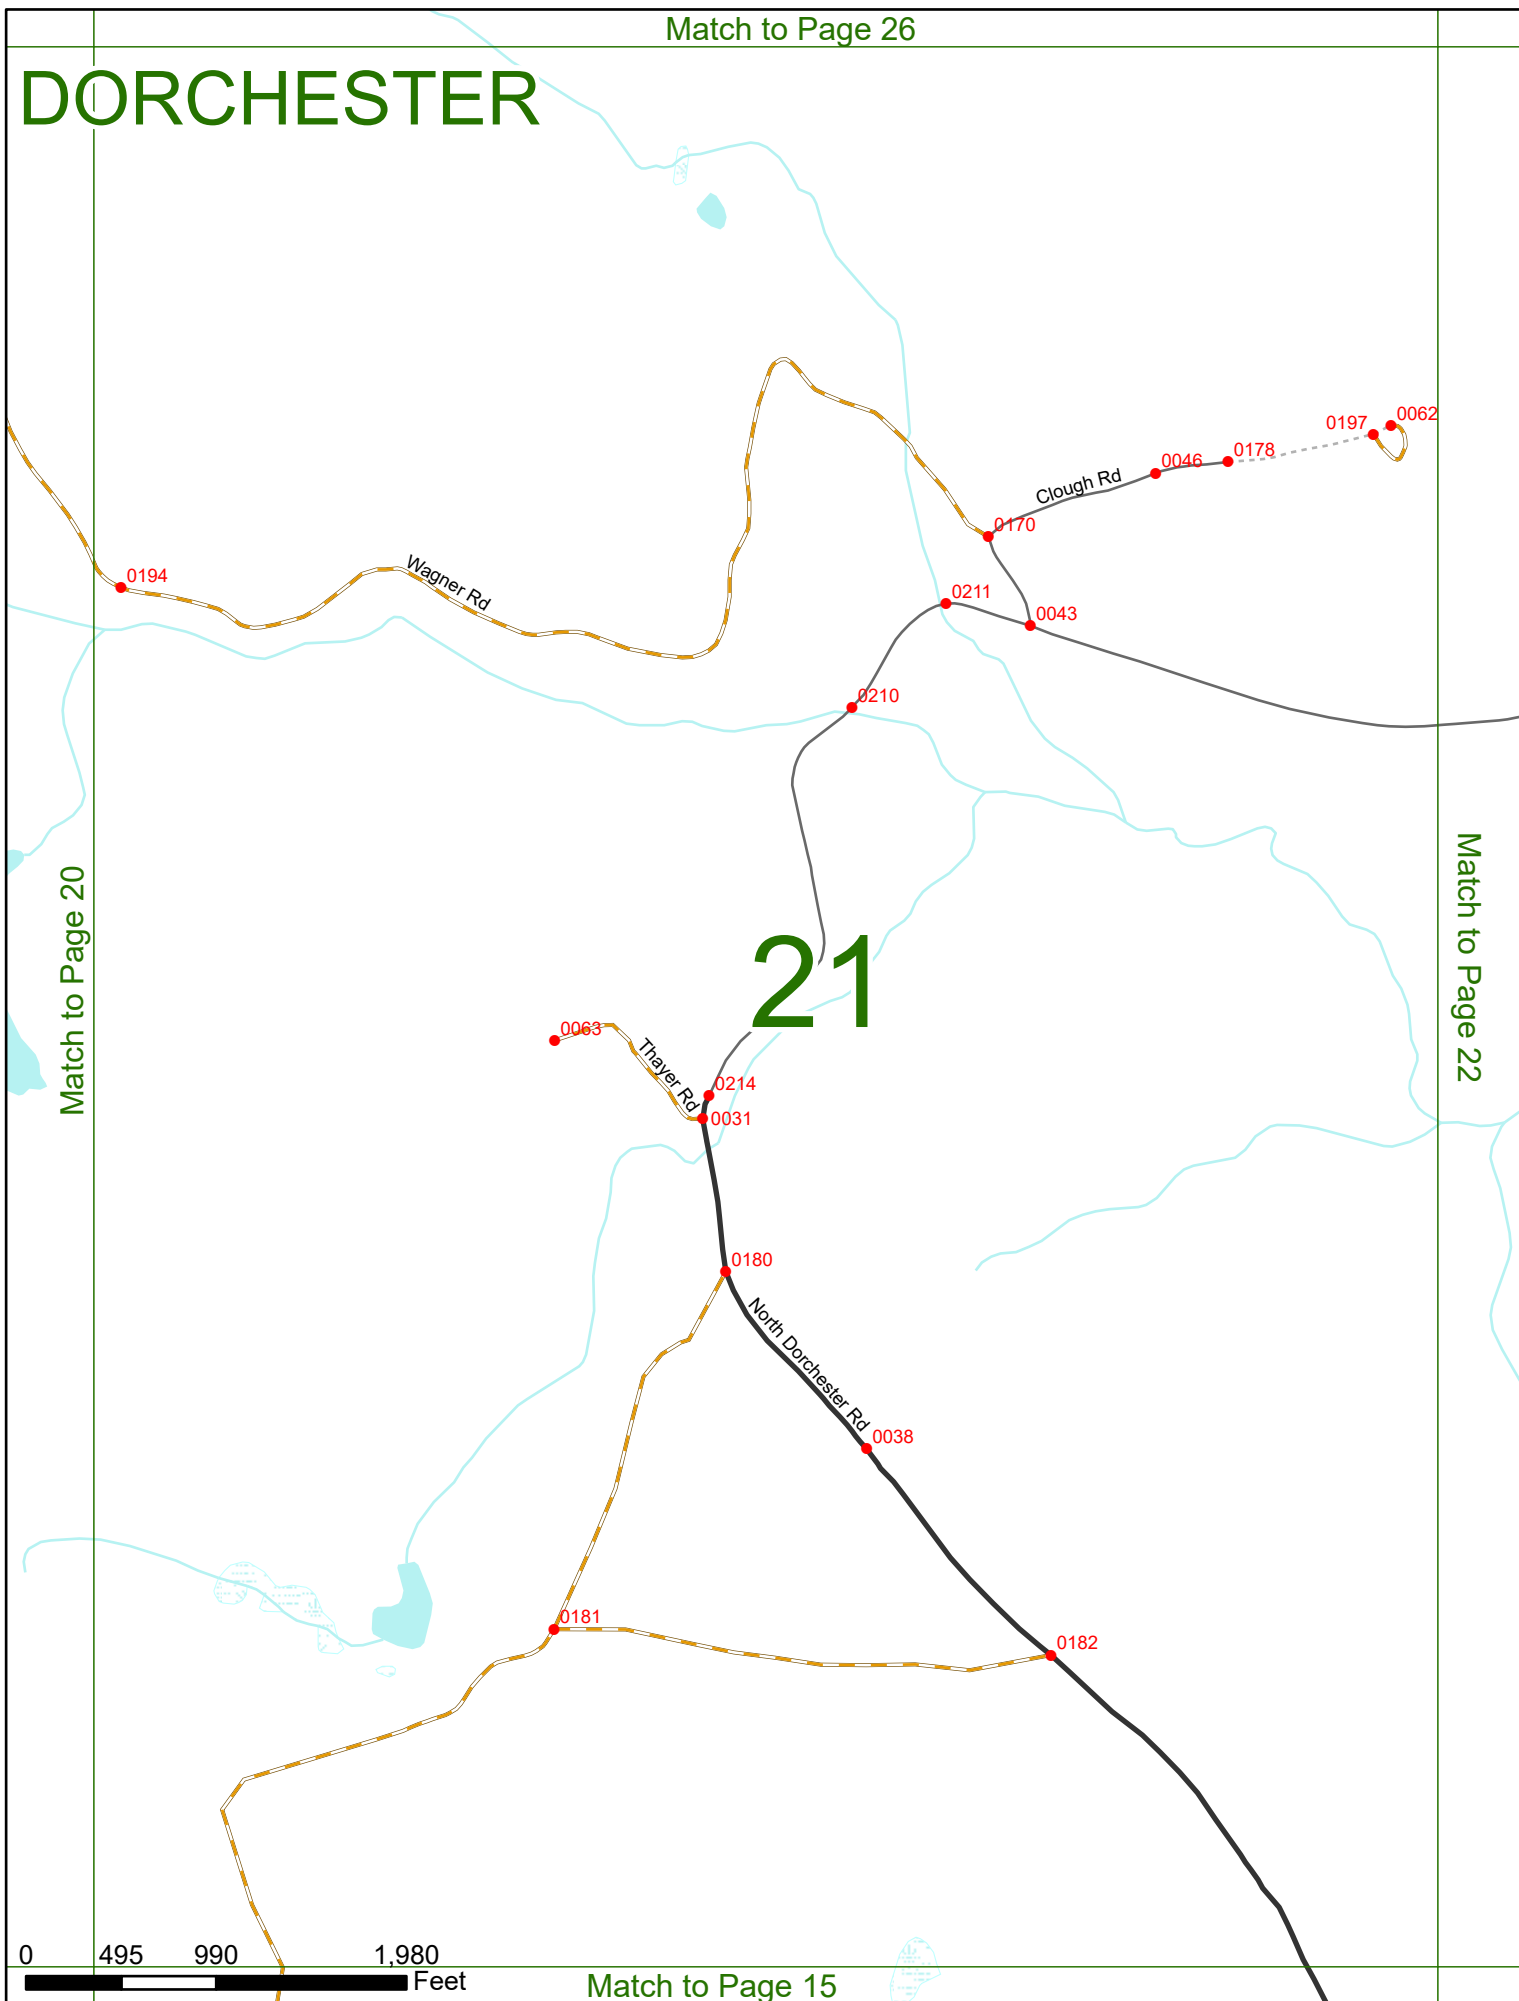 Match to Page 26
DORCHESTER
0062
0197
0178
0046
Clough Rd
0170
Wagner Rd
0194
0211
0043
0210
Match to Page 20
Match to Page 22
21
0063
Thayer Rd
0214
0031
0180
North Dorchester Rd
0038
0181
0182
0 495 990 1,980
Feet
Match to Page 15